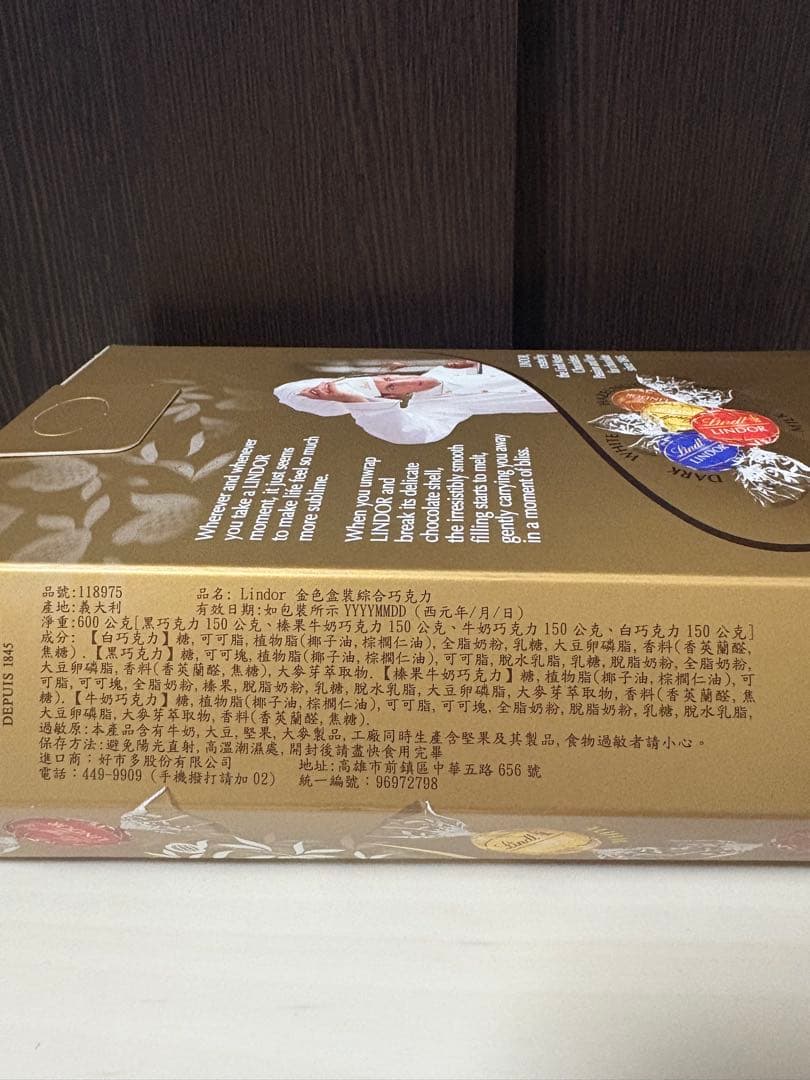 Wherever and whenever
you take a LINDOR
moment, it just seems
to make life feel so much
more sublime.
When you unwrap
LINDOR and
break its delicate
chocolate shell,
the irresistibly smooth
filling starts to melt,
gently carrying you away
in a moment of bliss.
DARK
WHITE
MILK
Lindt
LINDOR
Lindt
LINDOR
DEPUIS 1845
品號:118975 品名: Lindor 金色盒裝綜合巧克力
產地:義大利 有效日期:如包裝所示 YYYYMMDD (西元年/月/日)
淨重:600 公克[黑巧克力 150 公克、榛果牛奶巧克力 150 公克、牛奶巧克力 150 公克、白巧克力 150 公克]
成分: 【白巧克力】糖, 可可脂, 植物脂(椰子油, 棕櫚仁油), 全脂奶粉, 乳糖, 大豆卵磷脂, 香料(香莢蘭醛,
焦糖). 【黑巧克力】糖, 可可塊, 植物脂(椰子油, 棕櫚仁油), 可可脂, 脫水乳脂, 乳糖, 脫脂奶粉, 全脂奶粉,
大豆卵磷脂, 香料(香莢蘭醛, 焦糖), 大麥芽萃取物. 【榛果牛奶巧克力】糖, 植物脂(椰子油, 棕櫚仁油), 可
可脂, 可可塊, 全脂奶粉, 榛果, 脫脂奶粉, 乳糖, 脫水乳脂, 大豆卵磷脂, 大麥芽萃取物, 香料(香莢蘭醛, 焦
糖). 【牛奶巧克力】糖, 植物脂(椰子油, 棕櫚仁油), 可可脂, 可可塊, 全脂奶粉, 脫脂奶粉, 乳糖, 脫水乳脂,
大豆卵磷脂, 大麥芽萃取物, 香料(香莢蘭醛, 焦糖).
過敏原:本產品含有牛奶, 大豆, 堅果, 大麥製品, 工廠同時生產含堅果及其製品, 食物過敏者請小心。
保存方法:避免陽光直射, 高溫潮濕處, 開封後請盡快食用完畢
進口商：好市多股份有限公司 地址:高雄市前鎮區中華五路 656 號
電話：449-9909 (手機撥打請加 02) 統一編號：96972798
Lindt